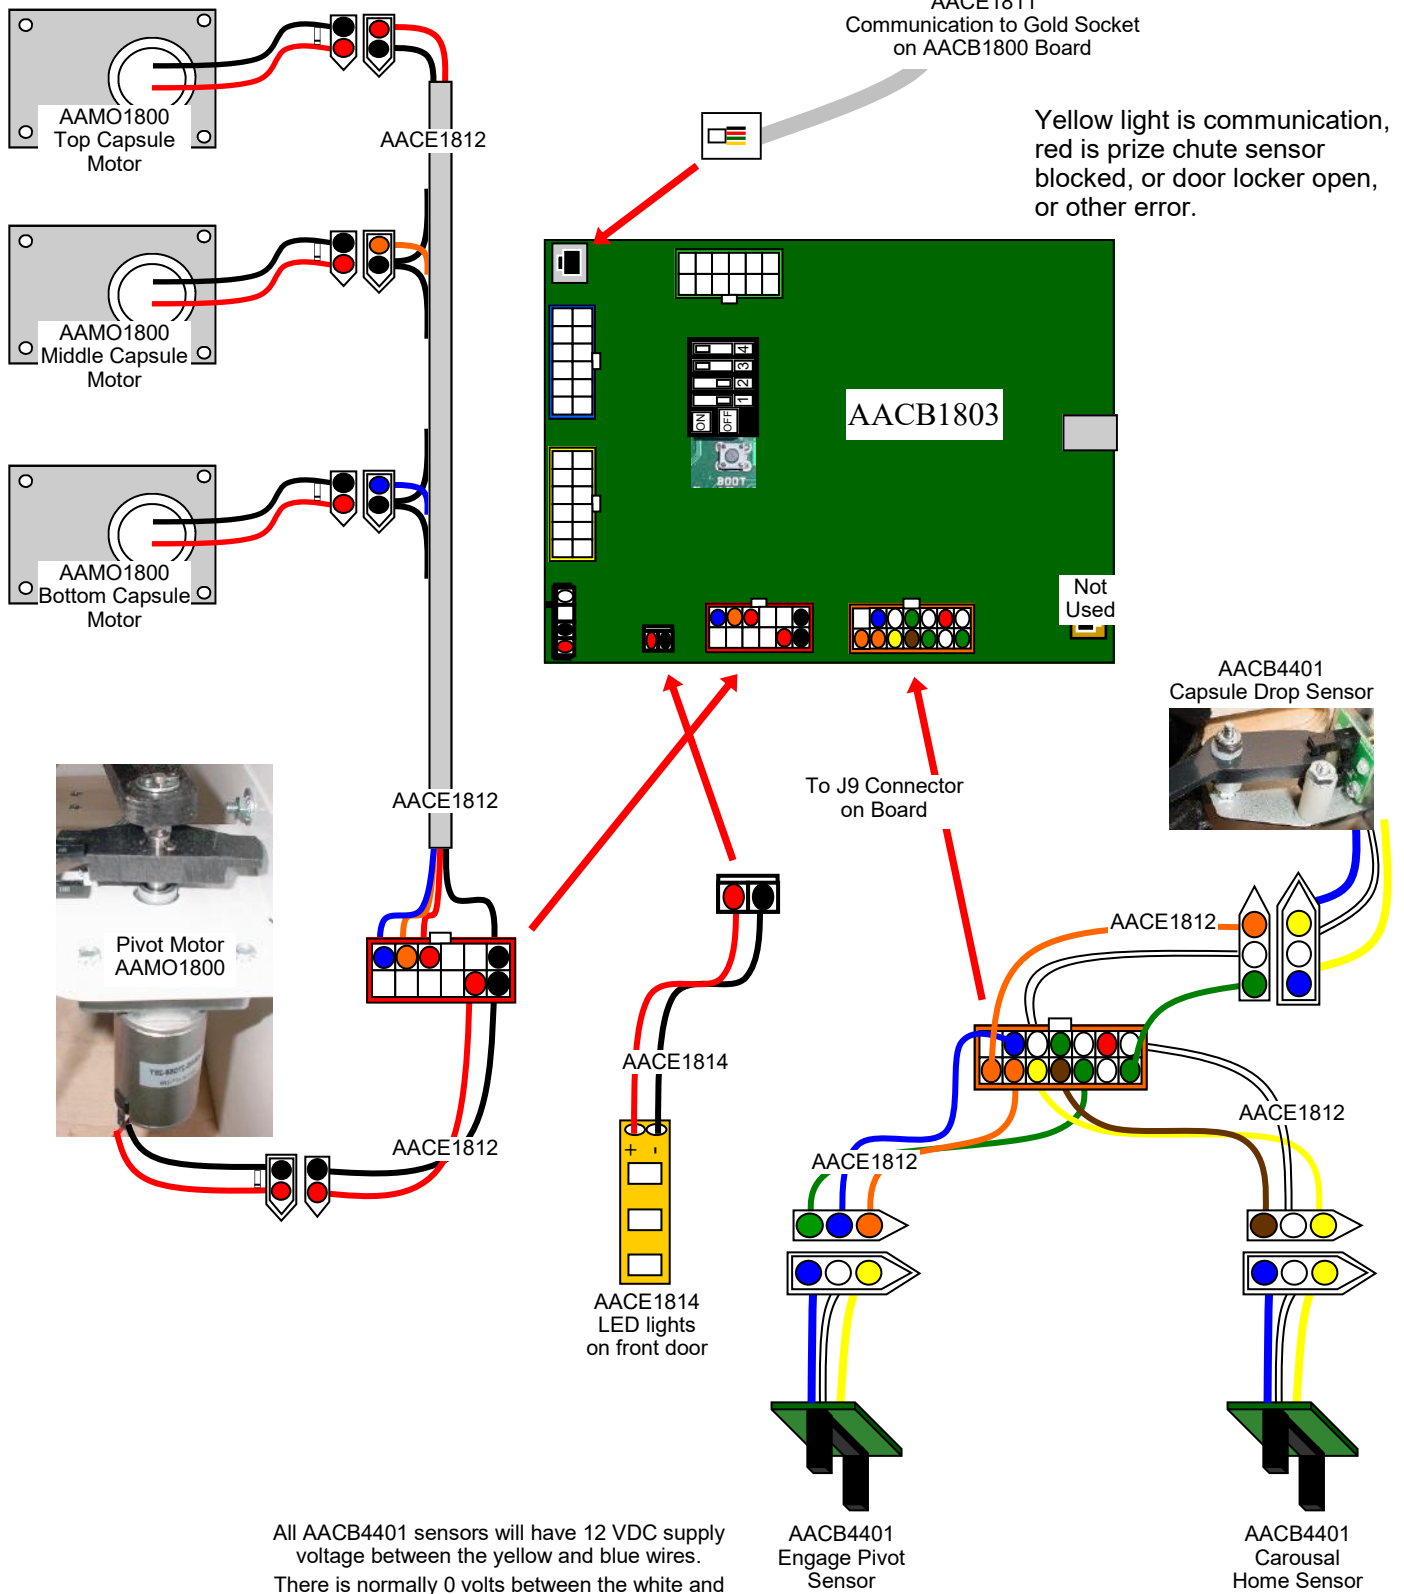 AACE1811
Communication to Gold Socket
on AACB1800 Board
Yellow light is communication,
red is prize chute sensor
blocked, or door locker open,
or other error.
AAMO1800
Top Capsule
Motor
AACE1812
AAMO1800
Middle Capsule
Motor
AAMO1800
Bottom Capsule
Motor
4
3
2
1
ON
OFF
BOOT
AACB1803
Not
Used
AACB4401
Capsule Drop Sensor
To J9 Connector
on Board
AACE1812
Pivot Motor
AAMO1800
AACE1812
AACE1814
+ -
AACE1814
LED lights
on front door
AACE1812
AACE1812
AACE1812
AACB4401
Engage Pivot
Sensor
AACB4401
Carousal
Home Sensor
All AACB4401 sensors will have 12 VDC supply
voltage between the yellow and blue wires.
There is normally 0 volts between the white and